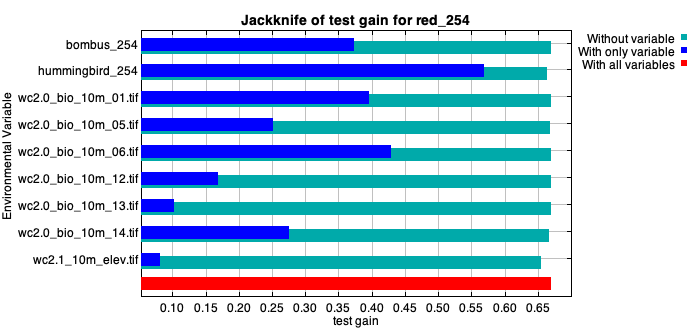 Jackknife of test gain for red_254
Without variable
With only variable
With all variables
Environmental Variable
bombus_254
hummingbird_254
wc2.0_bio_10m_01.tif
wc2.0_bio_10m_05.tif
wc2.0_bio_10m_06.tif
wc2.0_bio_10m_12.tif
wc2.0_bio_10m_13.tif
wc2.0_bio_10m_14.tif
wc2.1_10m_elev.tif
0.10 0.15 0.20 0.25 0.30 0.35 0.40 0.45 0.50 0.55 0.60 0.65
test gain